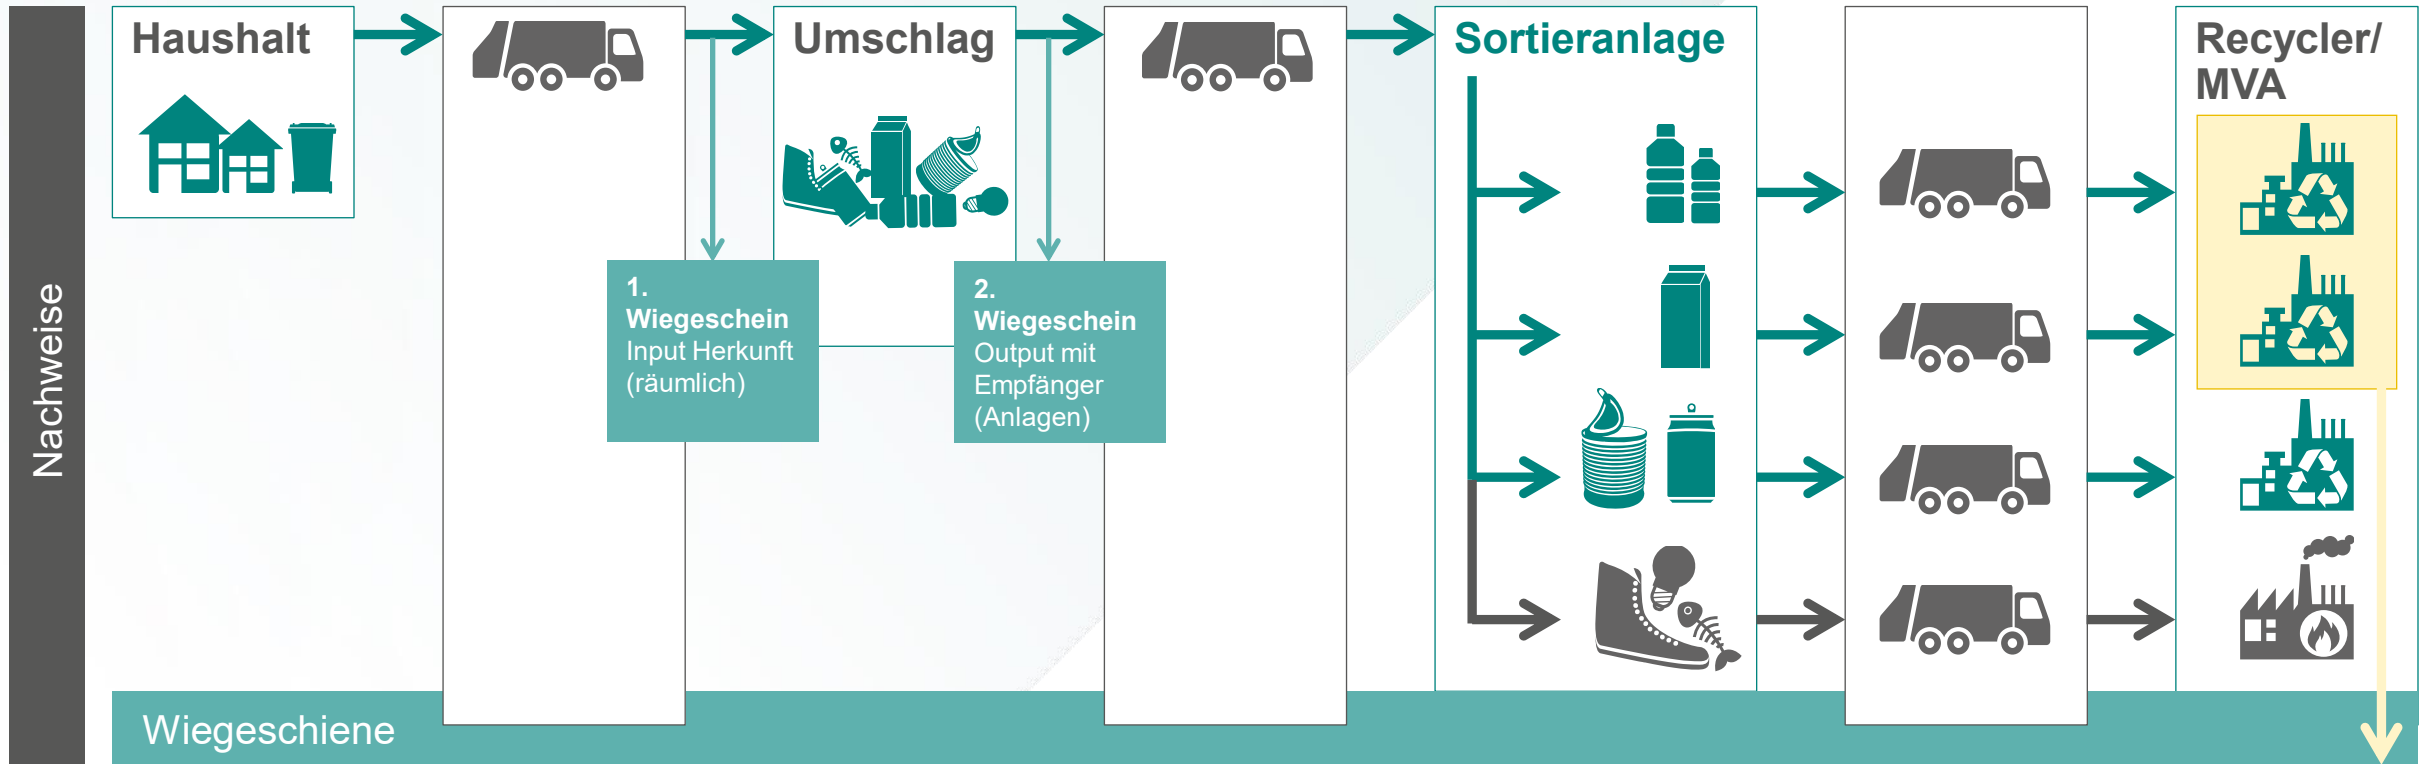 Haushalt
Umschlag
Sortieranlage
Recycler/
MVA
Nachweise
1.
Wiegeschein
Input Herkunft
(räumlich)
2.
Wiegeschein
Output mit
Empfänger
(Anlagen)
Wiegeschiene